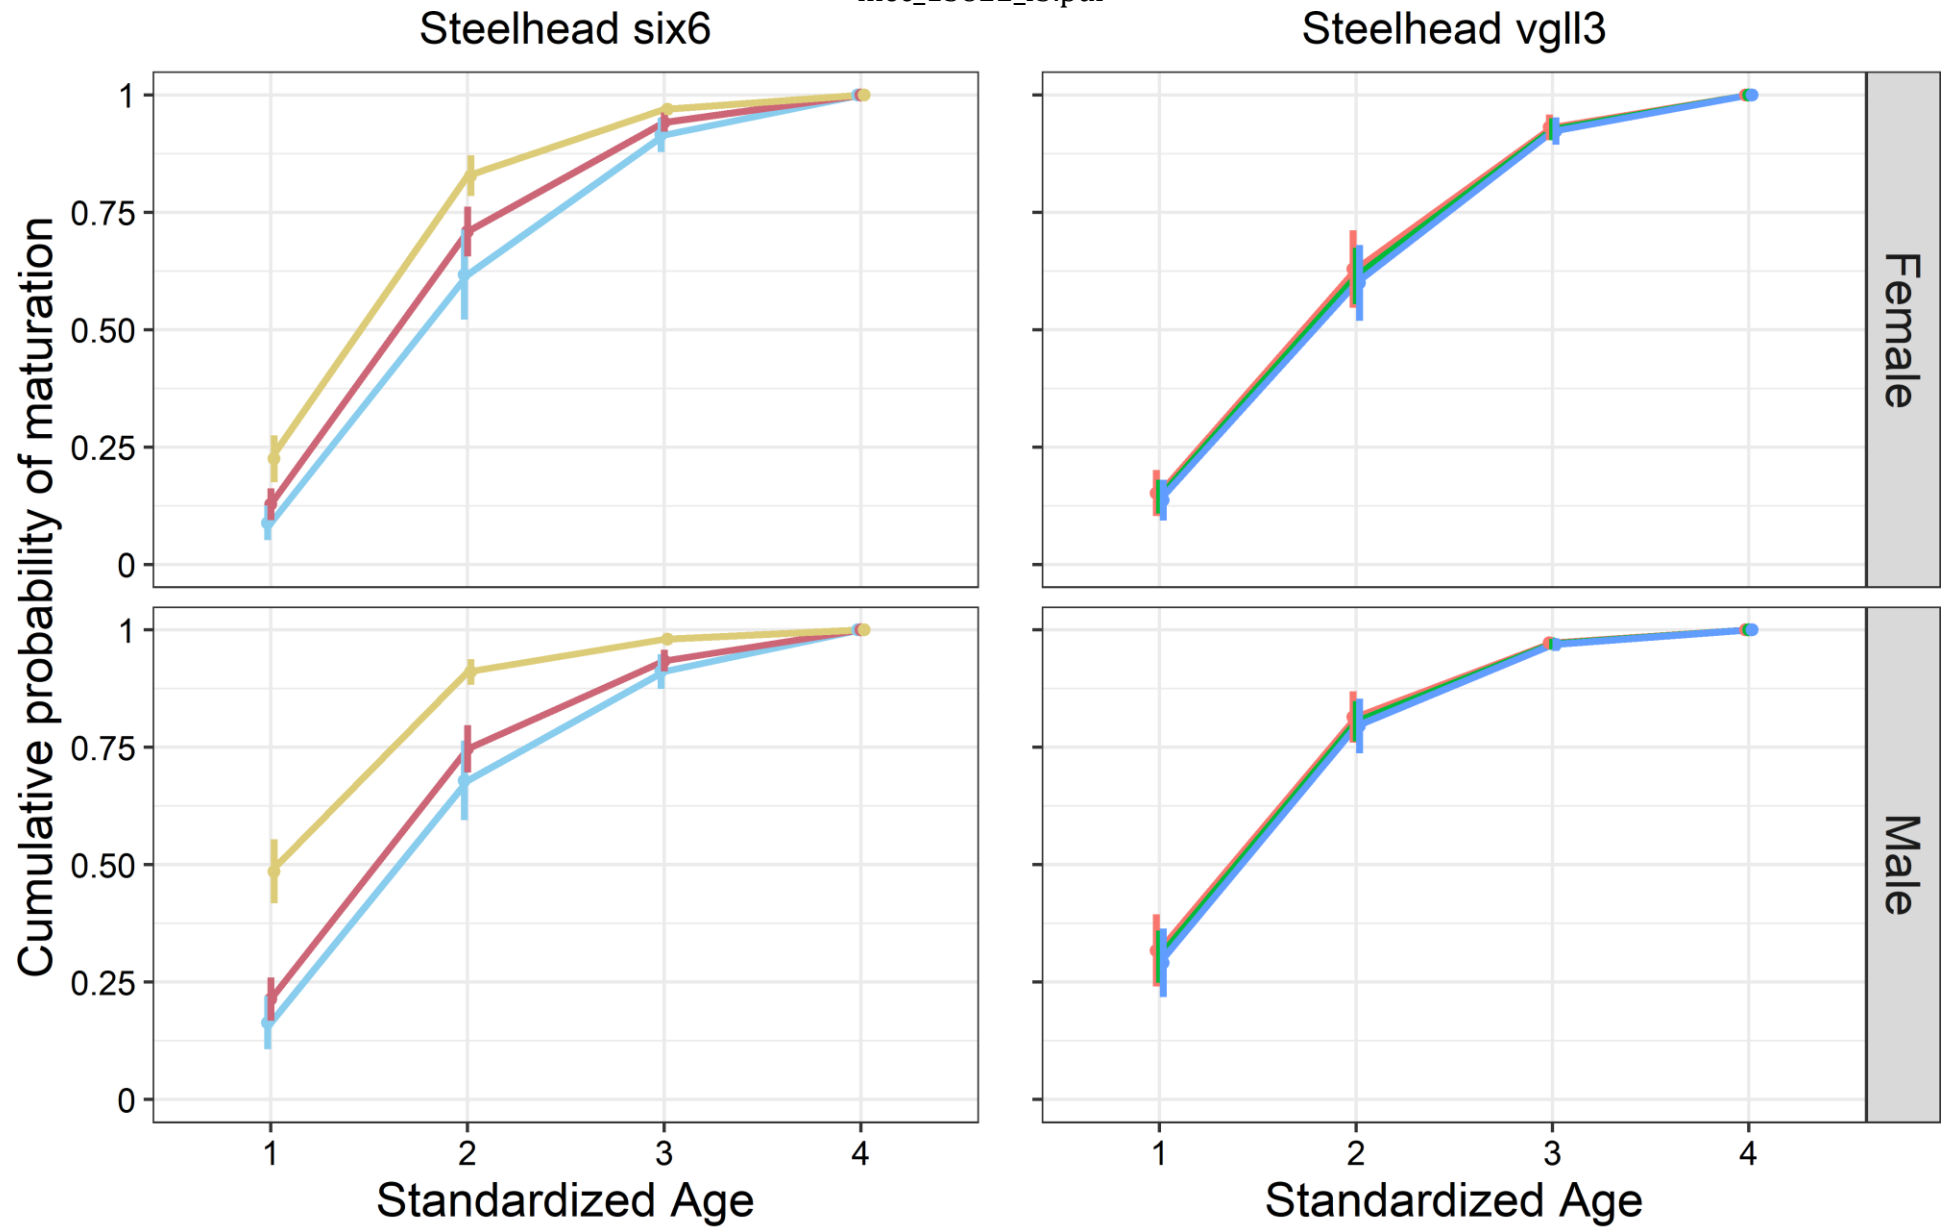 Steelhead six6
Steelhead vgll3
Cumulative probability of maturation
1
0.75
0.50
0.25
0
Female
1
0.75
0.50
0.25
0
Male
1 2 3 4
1 2 3 4
Standardized Age
Standardized Age